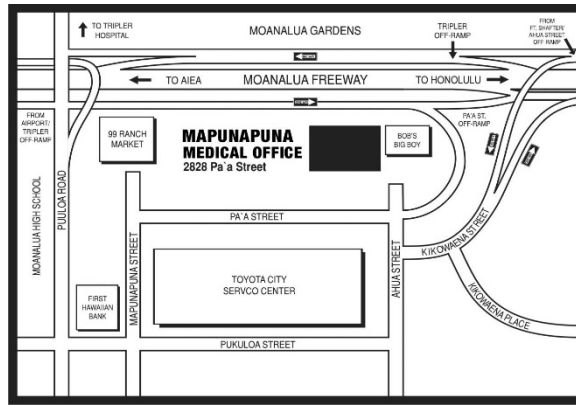 TO TRIPLER
HOSPITAL
MOANALUA GARDENS
TRIPLER
OFF-RAMP
FROM
FT. SHAFTER/
AHUA STREET
OFF RAMP
TO AIEA
MOANALUA FREEWAY
TO HONOLULU
FROM
AIRPORT/
TRIPLER
OFF-RAMP
99 RANCH
MARKET
MAPUNAPUNA
MEDICAL OFFICE
2828 Pa`a Street
BOB'S
BIG BOY
PA'A ST.
OFF-RAMP
MOANALUA HIGH SCHOOL
PUULOA ROAD
MAPUNAPUNA STREET
PA'A STREET
AHUA STREET
KIKOWAENA STREET
KIKOWAENA PLACE
TOYOTA CITY
SERVCO CENTER
FIRST
HAWAIIAN
BANK
PUKULOA STREET